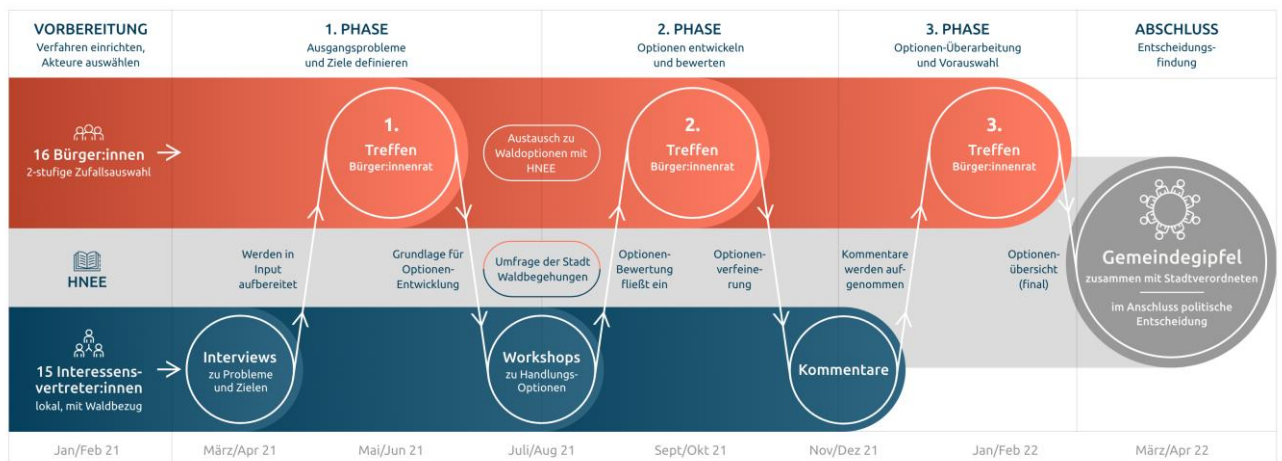 VORBEREITUNG
Verfahren einrichten,
Akteure auswählen
1. PHASE
Ausgangsprobleme
und Ziele definieren
2. PHASE
Optionen entwickeln
und bewerten
3. PHASE
Optionen-Überarbeitung
und Vorauswahl
ABSCHLUSS
Entscheidungs-
findung
16 Bürger:innen
2-stufige Zufallsauswahl
1.
Treffen
Bürger:innenrat
Austausch zu
Waldoptionen mit
HNEE
2.
Treffen
Bürger:innenrat
3.
Treffen
Bürger:innenrat
HNEE
Werden in
Input
aufbereitet
Grundlage für
Optionen-
Entwicklung
Umfrage der Stadt
Waldbegehungen
Optionen-
Bewertung
fließt ein
Optionen-
verfeine-
rung
Kommentare
werden auf-
genommen
Optionen-
übersicht
(final)
Gemeindegipfel
zusammen mit Stadtverordneten
im Anschluss politische
Entscheidung
15 Interessens-
vertreter:innen
lokal, mit Waldbezug
Interviews
zu Probleme
und Zielen
Workshops
zu Handlungs-
Optionen
Kommentare
Jan/Feb 21
März/Apr 21
Mai/Jun 21
Juli/Aug 21
Sept/Okt 21
Nov/Dez 21
Jan/Feb 22
März/Apr 22